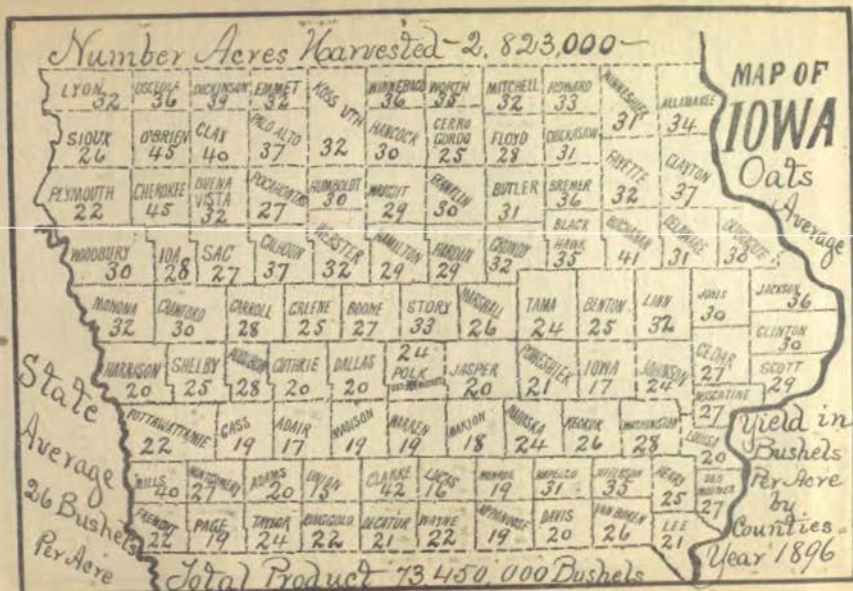 Number Acres Harvested - 2,823,000 -
MAP OF
IOWA
Oats
Average
Yield in
Bushels
Per Acre
by
Counties
Year 1896
State
Average
26 Bushels
Per Acre
LYON 32 OSCEOLA 36 DICKINSON 39 EMMET 32 KOSSUTH 32 WINNEBAGO 36 WORTH 35 MITCHELL 32 HOWARD 33 WINNESHIEK 31 ALLAMAKEE 34
SIOUX 26 O'BRIEN 45 CLAY 40 PALO ALTO 37 HANCOCK 30 CERRO GORDO 25 FLOYD 28 CHICKASAW 31 FAYETTE 32 CLAYTON 37
PLYMOUTH 22 CHEROKEE 45 BUENA VISTA 32 POCAHONTAS 27 HUMBOLDT 30 WRIGHT 29 FRANKLIN 30 BUTLER 31 BREMER 36
WOODBURY 30 IDA 28 SAC 27 CALHOUN 37 WEBSTER 32 HAMILTON 29 HARDIN 29 GRUNDY 32 BLACK HAWK 35 BUCHANAN 41 DELAWARE 31 DUBUQUE
MONONA 32 CRAWFORD 30 CARROLL 28 GREENE 25 BOONE 27 STORY 33 MARSHALL 26 TAMA 24 BENTON 25 LINN 32 JONES 30 JACKSON 36
CLINTON 30
HARRISON 20 SHELBY 25 AUDUBON 28 GUTHRIE 20 DALLAS 20 24 POLK JASPER 20 POWESHIEK 21 IOWA 17 JOHNSON 24 CEDAR 27 SCOTT 29
MUSCATINE 27
POTTAWATTAMIE 22 CASS 19 ADAIR 17 MADISON 19 WARREN 19 MARION 18 MAHASKA 24 KEOKUK 26 WASHINGTON 28 LOUISA 20
MILLS 40 MONTGOMERY 27 ADAMS 20 UNION 15 CLARKE 42 LUCAS 16 MONROE 19 WAPELLO 31 JEFFERSON 35 HENRY 25 DES MOINES 27
FREMONT 22 PAGE 19 TAYLOR 24 RINGGOLD 22 DECATUR 21 WAYNE 22 APPANOOSE 19 DAVIS 20 VAN BUREN 26 LEE 21
Total Product 73,450,000 Bushels